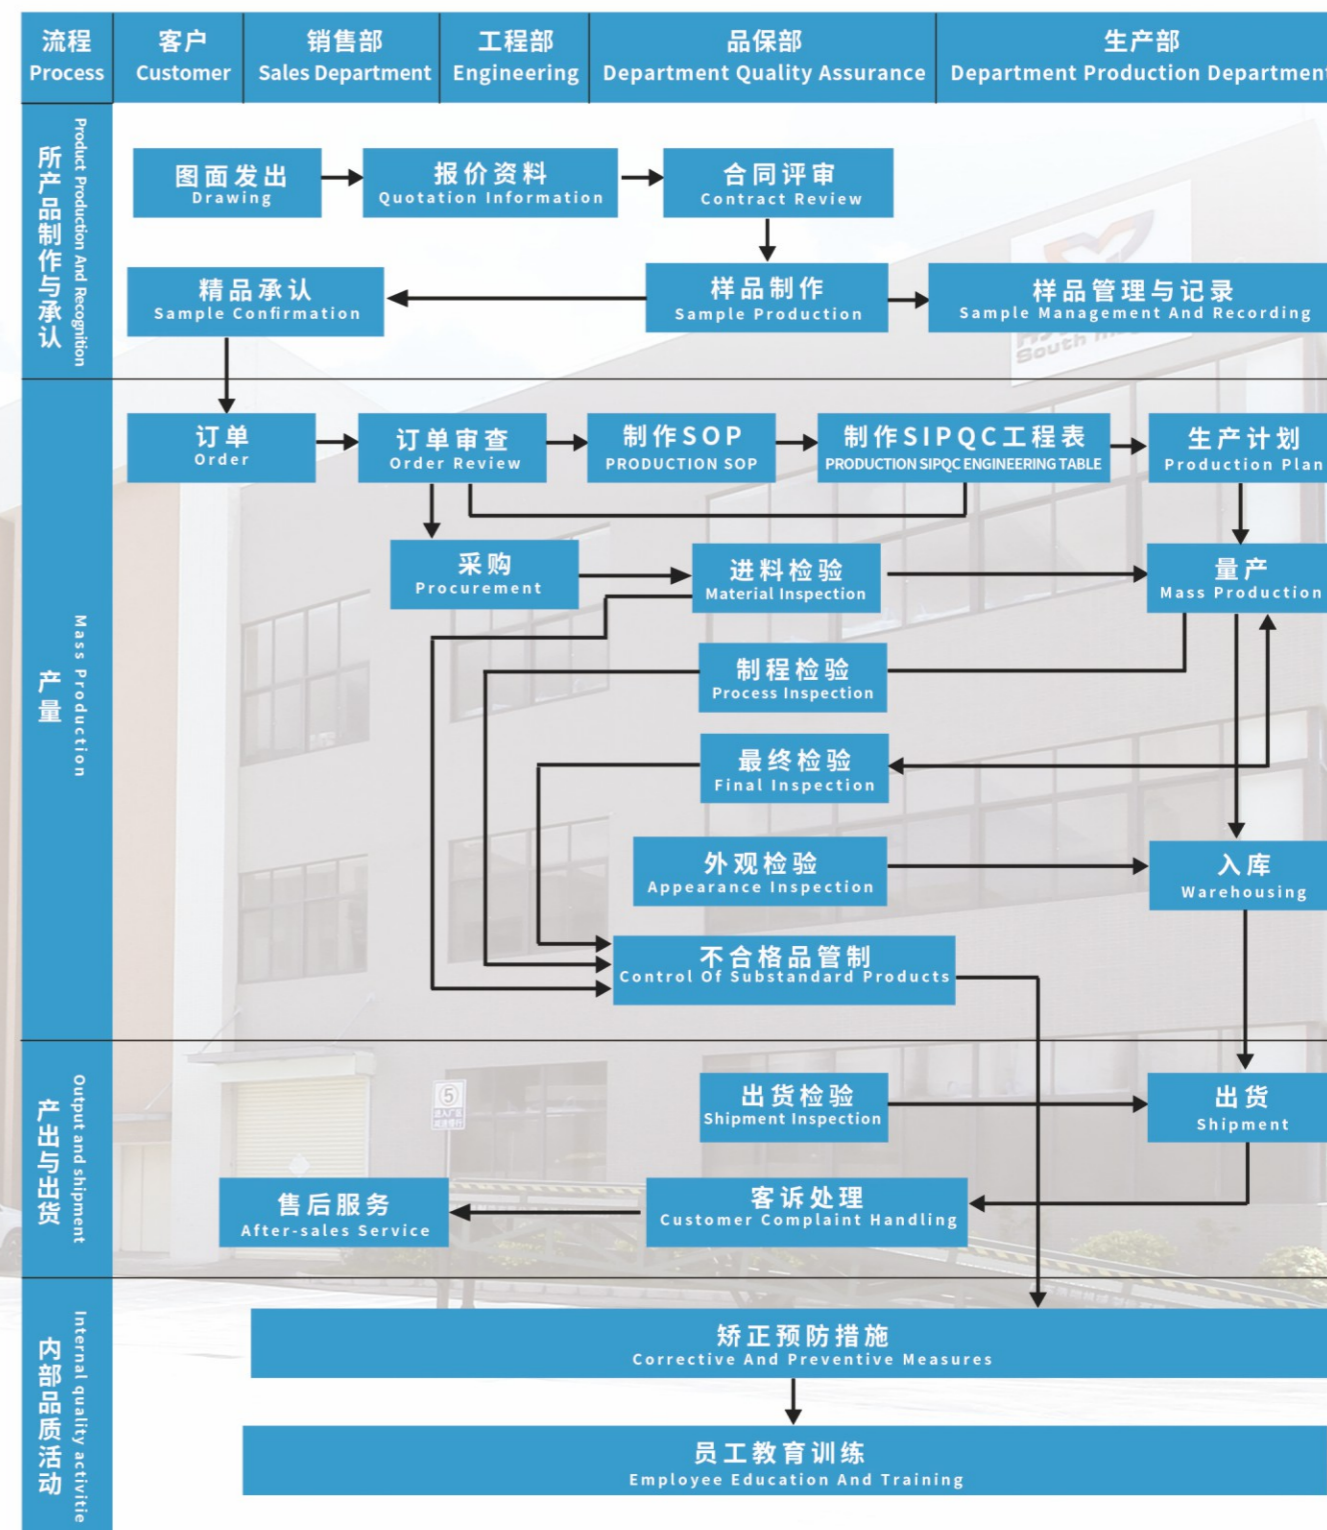 流程
Process
客户
Customer
销售部
Sales Department
工程部
Engineering
品保部
Department Quality Assurance
生产部
Department Production Department
所产品制作与承认
Product Production And Recognition
图面发出
Drawing
报价资料
Quotation Information
合同评审
Contract Review
精品承认
Sample Confirmation
样品制作
Sample Production
样品管理与记录
Sample Management And Recording
South
产量
Mass Production
订单
Order
订单审查
Order Review
制作SOP
PRODUCTION SOP
制作SIPQC工程表
PRODUCTION SIPQC ENGINEERING TABLE
生产计划
Production Plan
采购
Procurement
进料检验
Material Inspection
量产
Mass Production
制程检验
Process Inspection
最终检验
Final Inspection
外观检验
Appearance Inspection
入库
Warehousing
不合格品管制
Control Of Substandard Products
产出与出货
Output and shipment
5
进入厂区
减速慢行
出货检验
Shipment Inspection
出货
Shipment
售后服务
After-sales Service
客诉处理
Customer Complaint Handling
内部品质活动
Internal quality activitie
矫正预防措施
Corrective And Preventive Measures
员工教育训练
Employee Education And Training